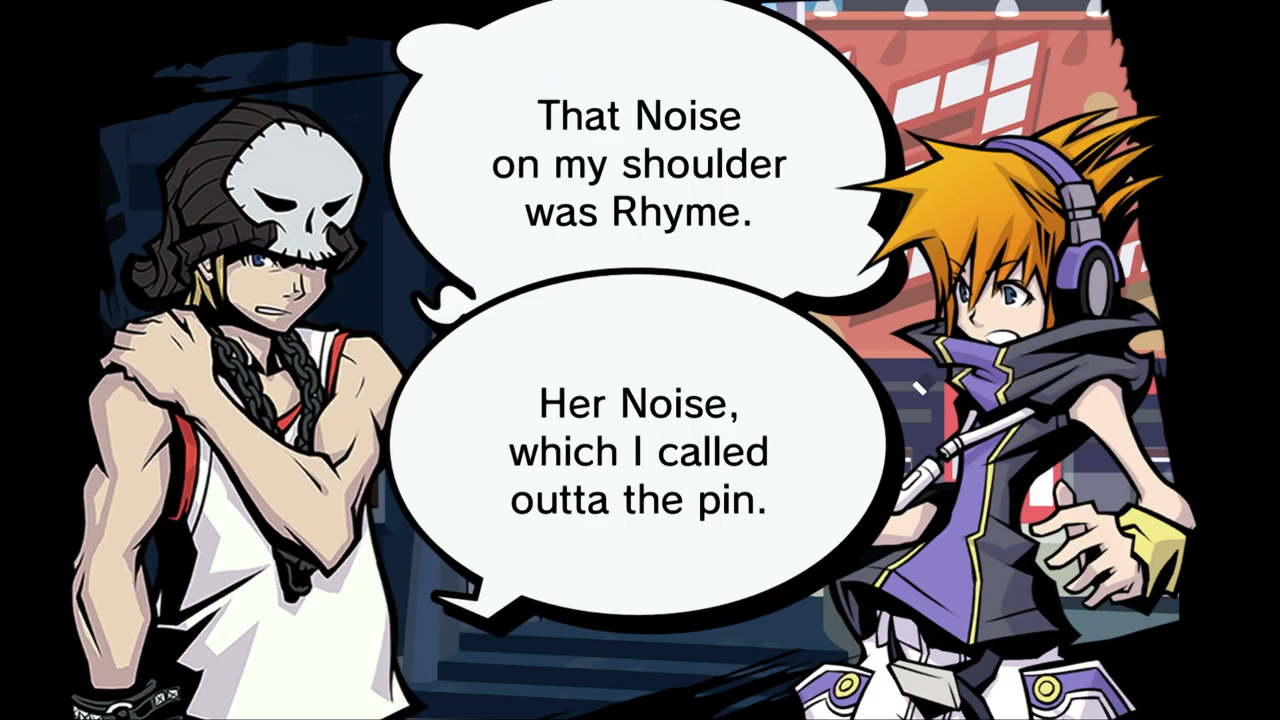 That Noise
on my shoulder
was Rhyme.
Her Noise,
which I called
outta the pin.